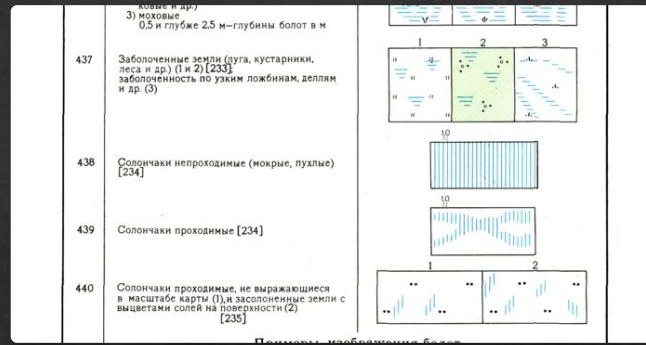 ковые и др.)
3) моховые
0,5 и глубже 2,5 м—глубины болот в м
1 2 3
437 Заболоченные земли (луга, кустарники,
леса и др.) (1 и 2) [233];
заболоченность по узким ложбинам, деллям
и др. (3)
1,0
438 Солончаки непроходимые (мокрые, пухлые)
[234]
1,0
439 Солончаки проходимые [234]
1 2
440 Солончаки проходимые, не выражающиеся
в масштабе карты (1),и засолоненные земли с
выцветами солей на поверхности (2)
[235]
Примеры изображения болот